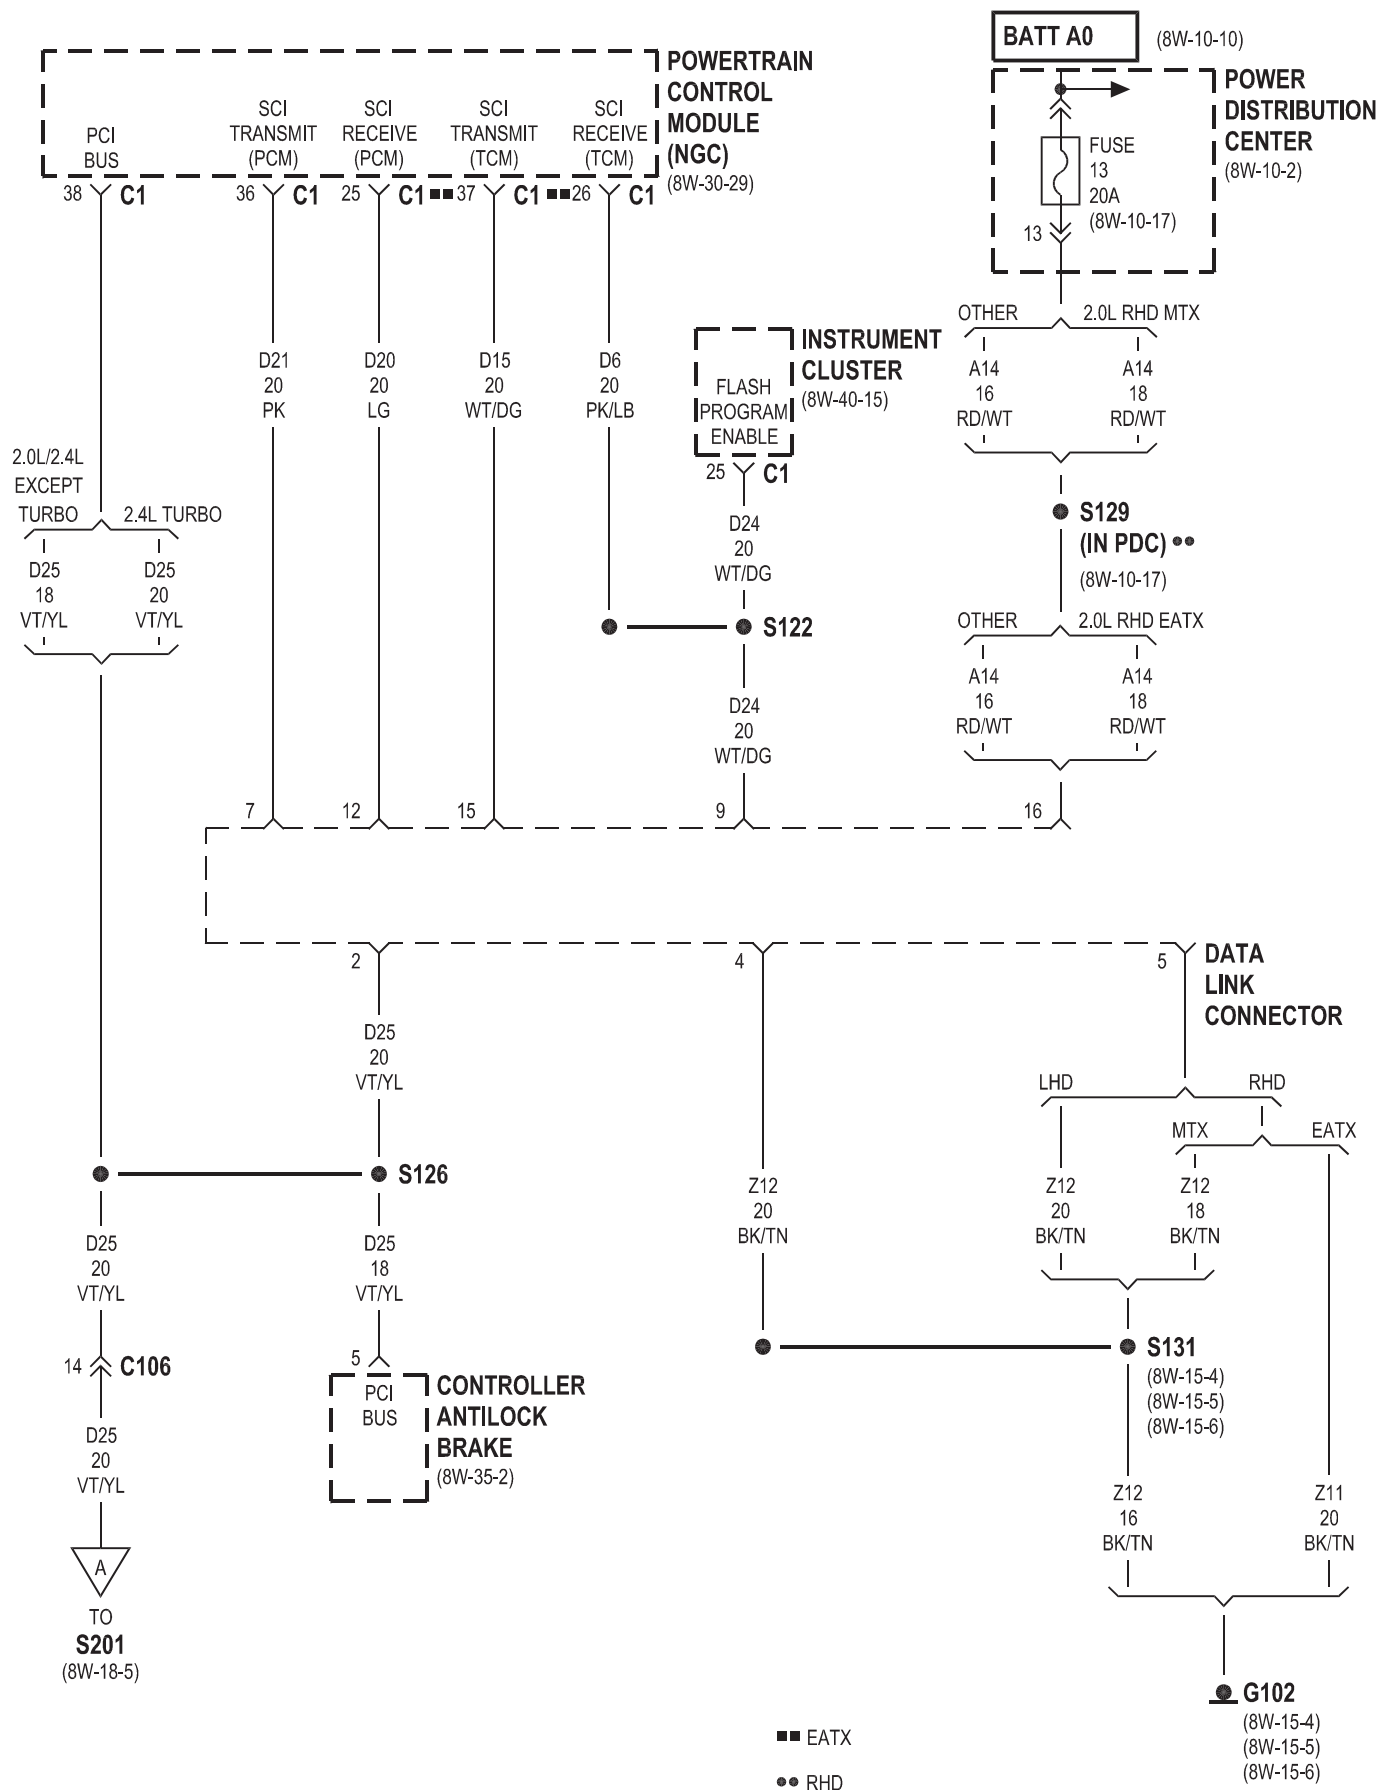 BATT A0
(8W-10-10)
POWERTRAIN
CONTROL
MODULE
(NGC)
(8W-30-29)
POWER
DISTRIBUTION
CENTER
(8W-10-2)
PCI
BUS
SCI
TRANSMIT
(PCM)
SCI
RECEIVE
(PCM)
SCI
TRANSMIT
(TCM)
SCI
RECEIVE
(TCM)
FUSE
13
20A
(8W-10-17)
13
38 C1
36 C1
25 C1
37 C1
26 C1
OTHER
2.0L RHD MTX
A14
16
RD/WT
A14
18
RD/WT
D21
20
PK
D20
20
LG
D15
20
WT/DG
D6
20
PK/LB
INSTRUMENT
CLUSTER
(8W-40-15)
FLASH
PROGRAM
ENABLE
25 C1
D24
20
WT/DG
S122
D24
20
WT/DG
2.0L/2.4L
EXCEPT
TURBO
2.4L TURBO
D25
18
VT/YL
D25
20
VT/YL
S129
(IN PDC)
(8W-10-17)
OTHER
2.0L RHD EATX
A14
16
RD/WT
A14
18
RD/WT
7
12
15
9
16
2
4
5
DATA
LINK
CONNECTOR
D25
20
VT/YL
LHD
RHD
MTX
EATX
S126
Z12
20
BK/TN
Z12
20
BK/TN
Z12
18
BK/TN
D25
20
VT/YL
D25
18
VT/YL
14 C106
5
PCI
BUS
CONTROLLER
ANTILOCK
BRAKE
(8W-35-2)
S131
(8W-15-4)
(8W-15-5)
(8W-15-6)
D25
20
VT/YL
Z12
16
BK/TN
Z11
20
BK/TN
A
TO
S201
(8W-18-5)
G102
(8W-15-4)
(8W-15-5)
(8W-15-6)
EATX
RHD